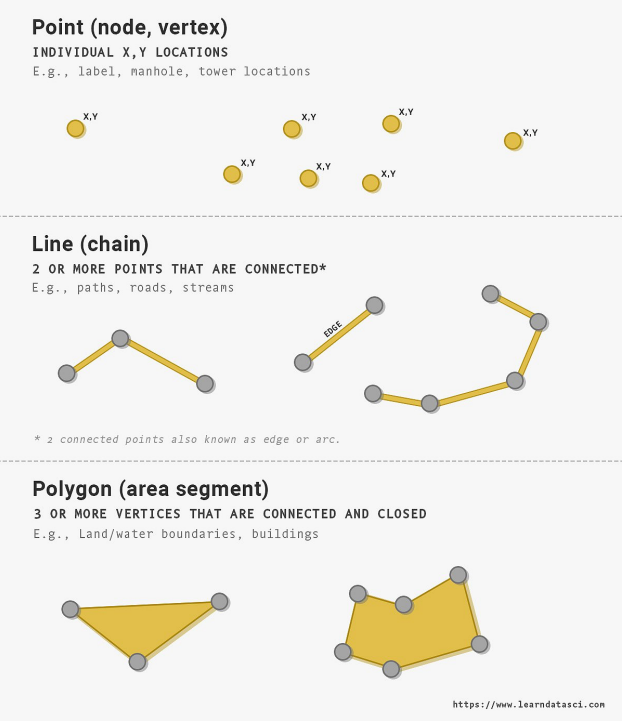 Point (node, vertex)
INDIVIDUAL X,Y LOCATIONS
E.g., label, manhole, tower locations
X,Y
X,Y
X,Y
X,Y
X,Y
X,Y
X,Y
Line (chain)
2 OR MORE POINTS THAT ARE CONNECTED*
E.g., paths, roads, streams
EDGE
* 2 connected points also known as edge or arc.
Polygon (area segment)
3 OR MORE VERTICES THAT ARE CONNECTED AND CLOSED
E.g., Land/water boundaries, buildings
https://www.learndatasci.com